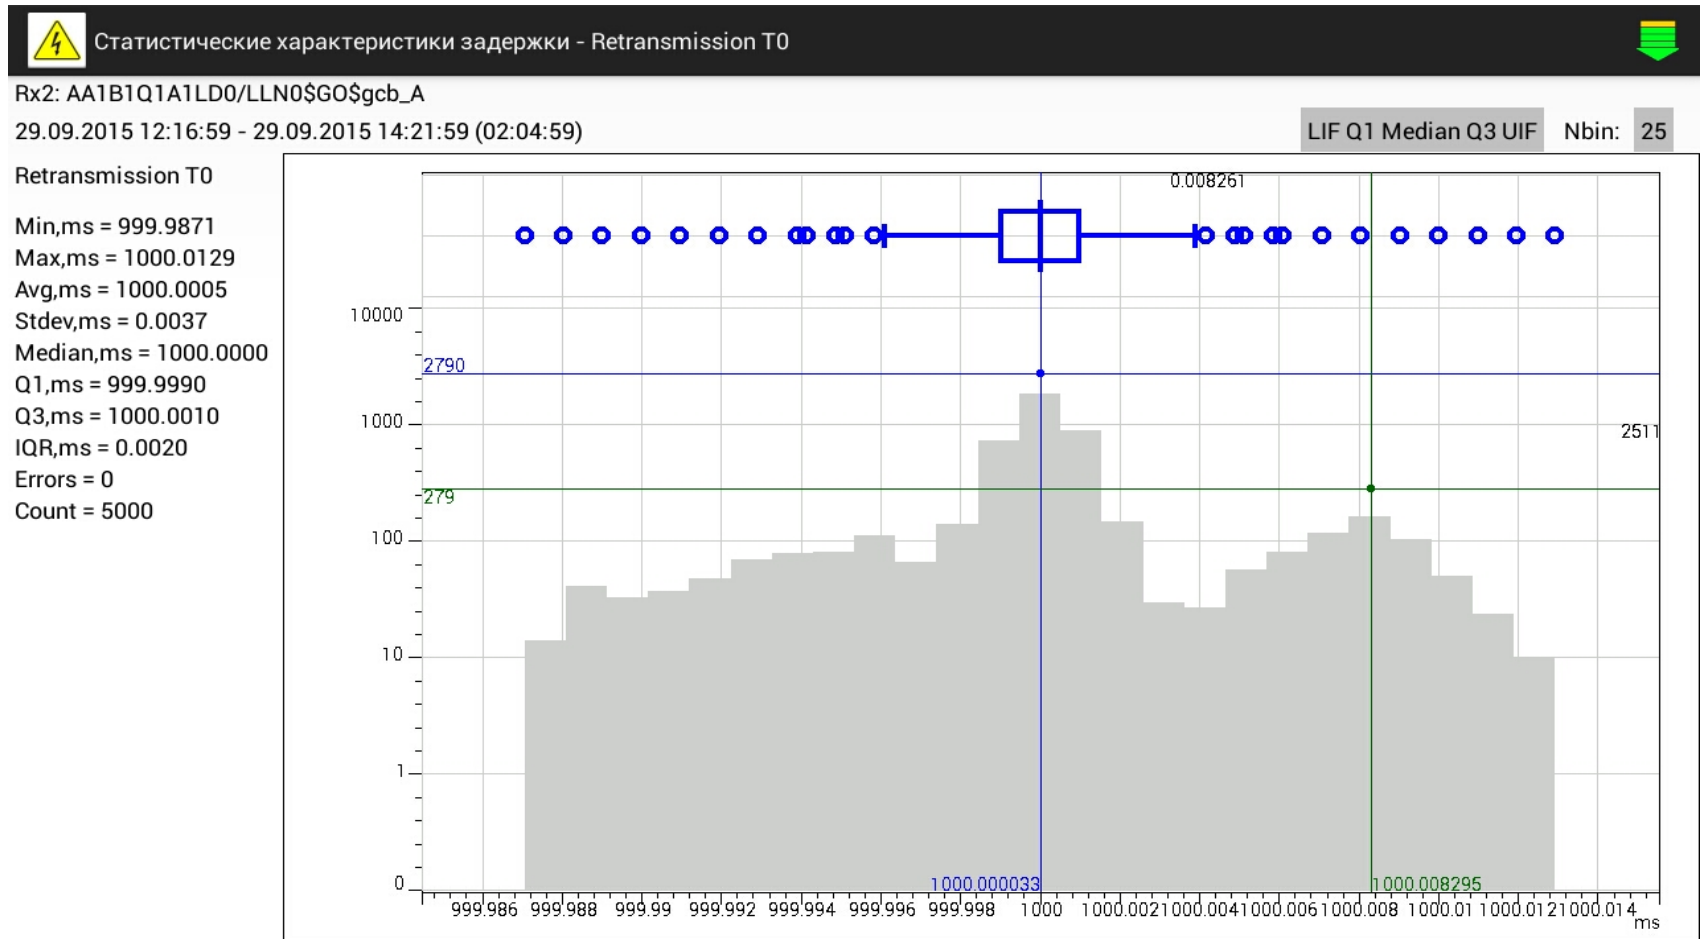 Статистические характеристики задержки - Retransmission T0
Rx2: AA1B1Q1A1LD0/LLN0$GO$gcb_A
29.09.2015 12:16:59 - 29.09.2015 14:21:59 (02:04:59)
LIF Q1 Median Q3 UIF Nbin: 25
Retransmission T0
Min,ms = 999.9871
Max,ms = 1000.0129
Avg,ms = 1000.0005
Stdev,ms = 0.0037
Median,ms = 1000.0000
Q1,ms = 999.9990
Q3,ms = 1000.0010
IQR,ms = 0.0020
Errors = 0
Count = 5000
0.008261
10000
2790
1000
2511
279
100
10
1
0
1000.000033 1000.008295
999.986 999.988 999.99 999.992 999.994 999.996 999.998 1000 1000.002 1000.004 1000.006 1000.008 1000.01 1000.012 1000.014
ms